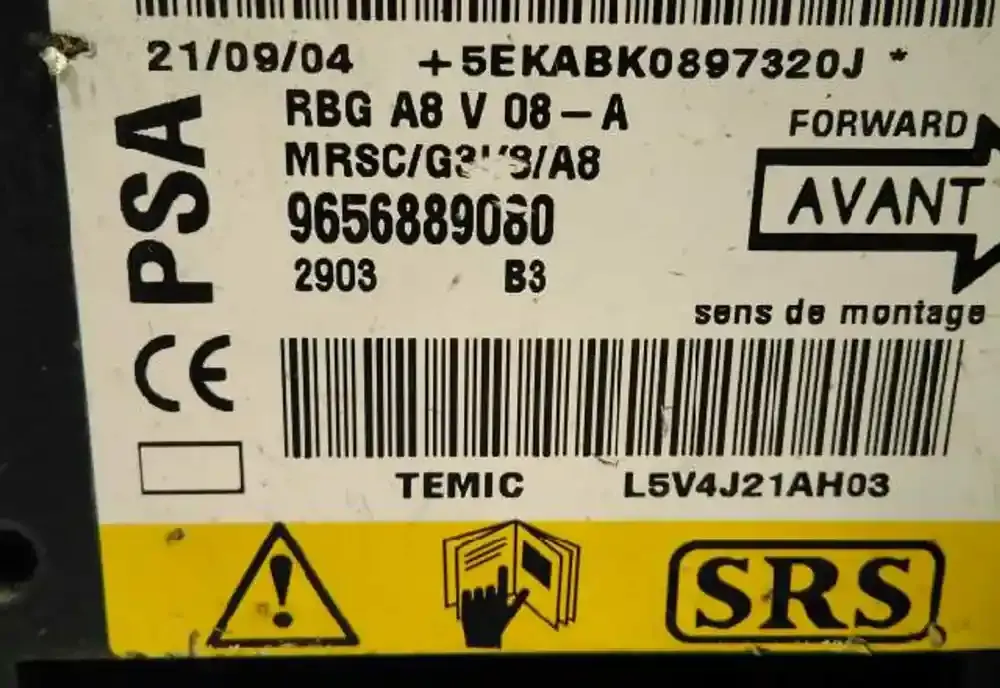 21/09/04 +5EKABK0897320J *
PSA
RBG A8 V 08-A
FORWARD
AVANT
9656889080
2903 B3
sens de montage
CE
TEMIC L5V4J21AH03
SRS